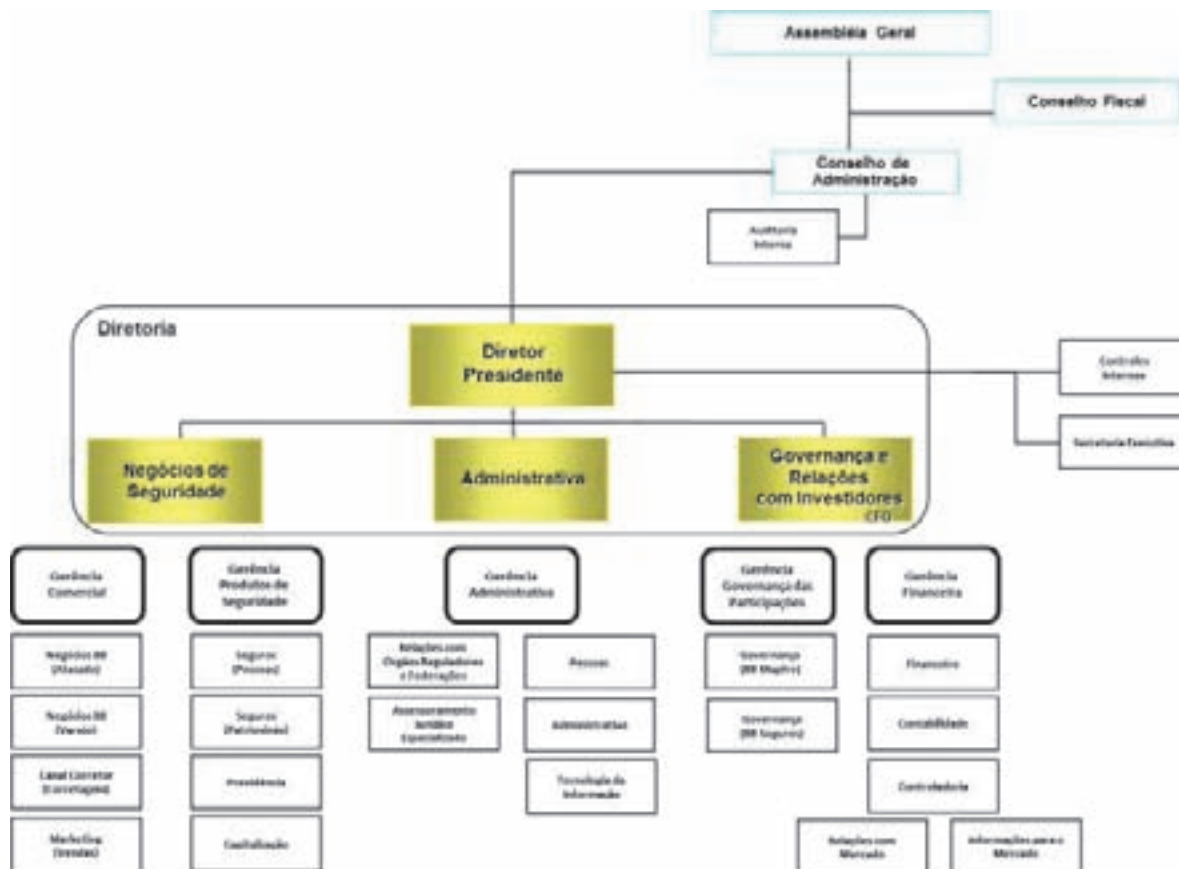 Assembléia Geral
Conselho Fiscal
Conselho de
Administração
Auditoria
Interna
Diretoria
Diretor
Presidente
Controles
Internos
Secretaria Executiva
Negócios de
Seguridade
Administrativa
Governança e
Relações
com Investidores
CFO
Gerência
Comercial
Gerência
Produtos de
Seguridade
Gerência
Administrativa
Gerência
Governança das
Participações
Gerência
Financeira
Negócios BB
(Atacado)
Seguros
(Pessoas)
Relações com
Órgãos Reguladores
e Federações
Pessoas
Governança
(BB Mapfre)
Financeiro
Negócios BB
(Varejo)
Seguros
(Patrimônio)
Assessoramento
Jurídico
Especializado
Administrativa
Governança
(BB Seguros)
Contabilidade
Canal Corretor
(Corretagem)
Previdência
Tecnologia da
Informação
Controladoria
Marketing
(Vendas)
Capitalização
Relações com
Mercado
Informações para o
Mercado